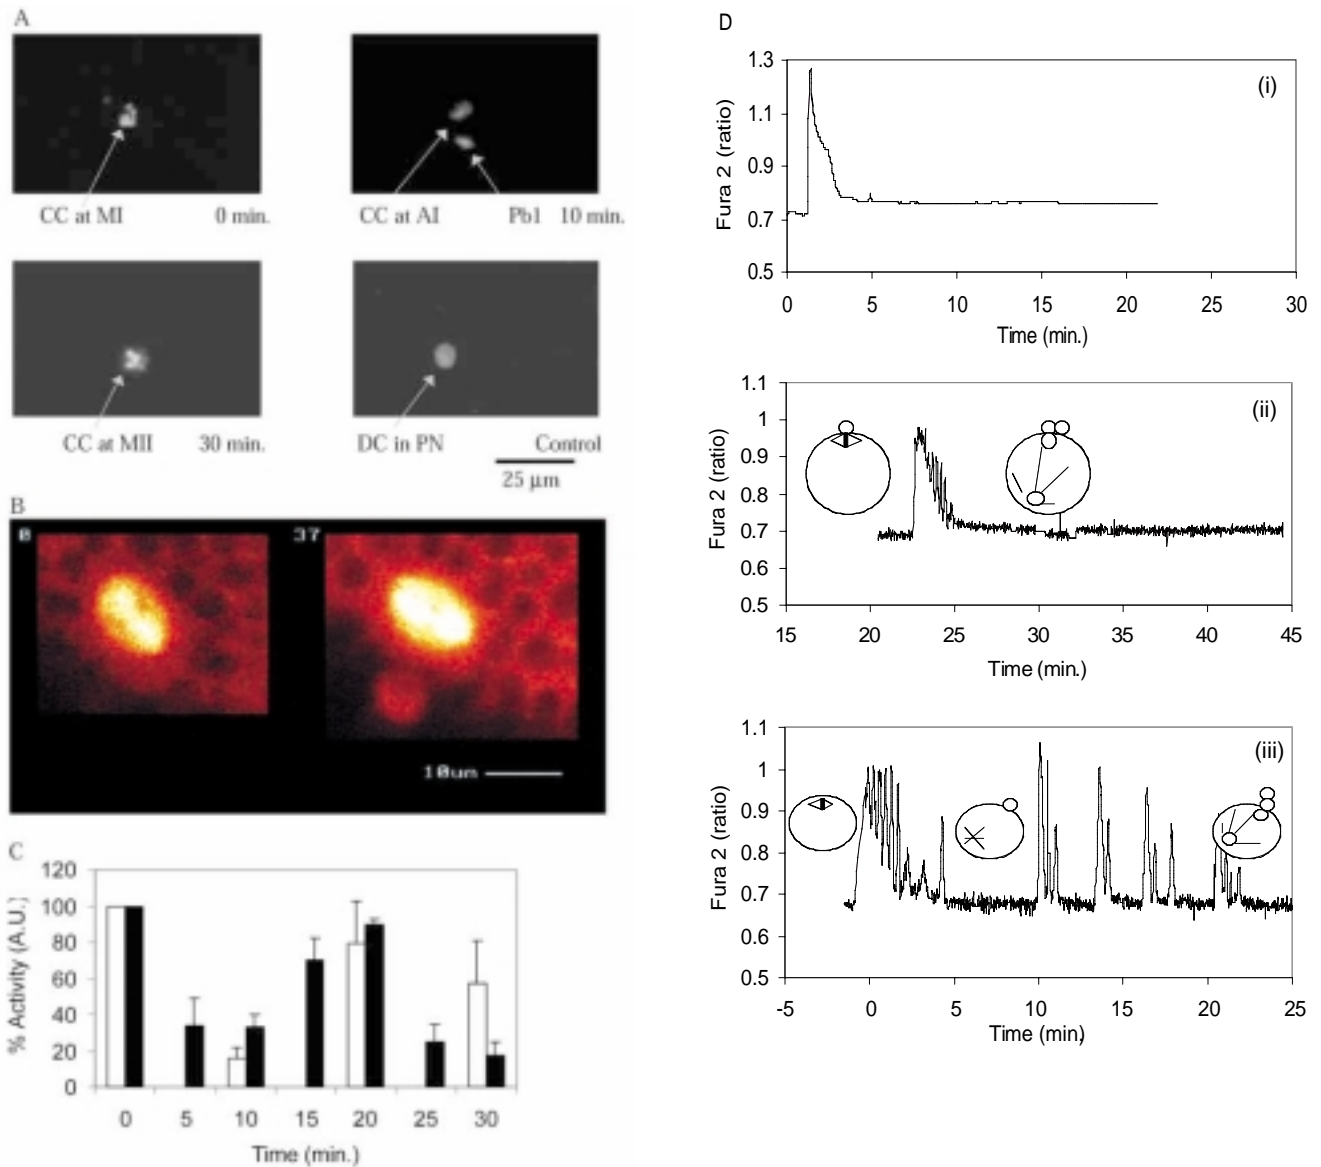 A
CC at MI 0 min.
CC at AI Pb1 10 min.
CC at MII 30 min.
DC in PN Control
25 µm
B
0
37
10um
C
% Activity (A.U.)
120
100
80
60
40
20
0
0 5 10 15 20 25 30
Time (min.)
D
(i)
Fura 2 (ratio)
1.3
1.1
0.9
0.7
0.5
0 5 10 15 20 25 30
Time (min.)
(ii)
Fura 2 (ratio)
1.1
1
0.9
0.8
0.7
0.6
0.5
15 20 25 30 35 40 45
Time (min.)
(iii)
Fura 2 (ratio)
1.1
1
0.9
0.8
0.7
0.6
0.5
-5 0 5 10 15 20 25
Time (min.)